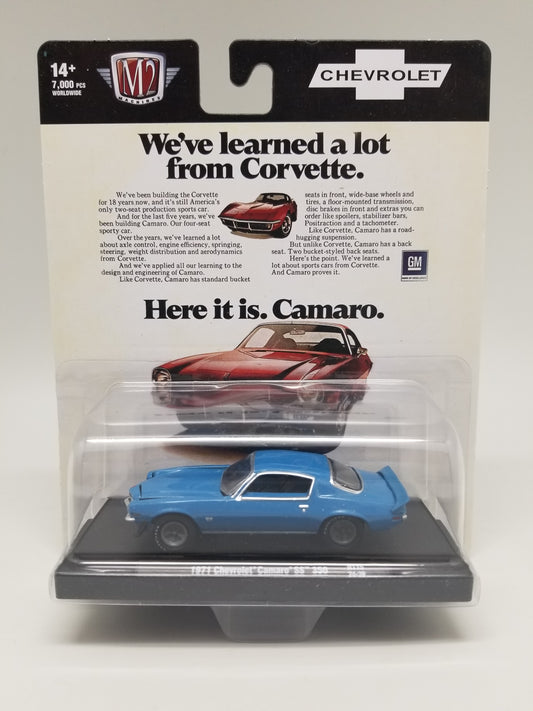 14+
7,000 PCS
WORLDWIDE
M2
MACHINES
CHEVROLET
We've learned a lot
from Corvette.
We've been building the Corvette
for 18 years now, and it's still America's
only two-seat production sports car.
And for the last five years, we've
been building Camaro. Our four-seat
sporty car.
Over the years, we've learned a lot
about axle control, engine efficiency, springing,
steering, weight distribution and aerodynamics
from Corvette.
And we've applied all our learning to the
design and engineering of Camaro.
Like Corvette, Camaro has standard bucket
seats in front, wide-base wheels and
tires, a floor-mounted transmission,
disc brakes in front and extras you can
order like spoilers, stabilizer bars,
Positraction and a tachometer.
Like Corvette, Camaro has a road-
hugging suspension.
But unlike Corvette, Camaro has a back
seat. Two bucket-styled back seats.
Here's the point. We've learned a
lot about sports cars from Corvette.
And Camaro proves it.
GM
Here it is. Camaro.
1971 Chevrolet Camaro SS 350